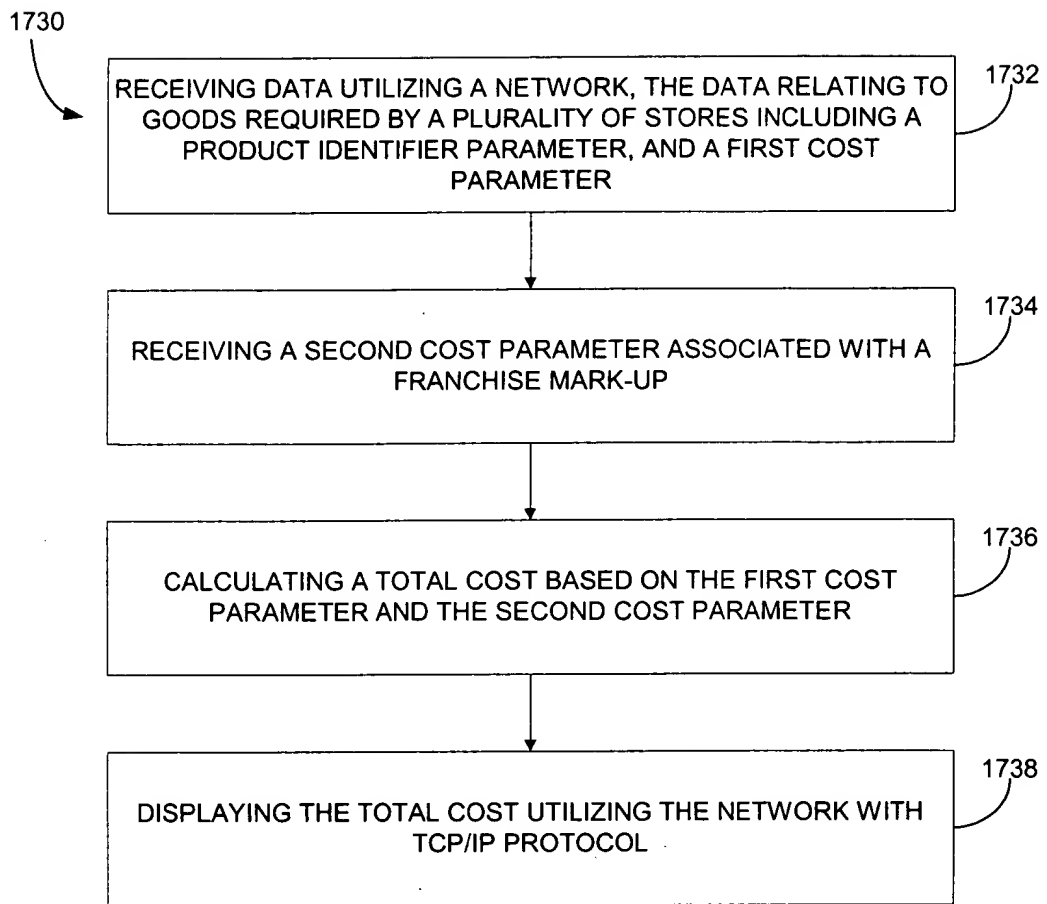 1730
RECEIVING DATA UTILIZING A NETWORK, THE DATA RELATING TO
GOODS REQUIRED BY A PLURALITY OF STORES INCLUDING A
PRODUCT IDENTIFIER PARAMETER, AND A FIRST COST
PARAMETER
1732
RECEIVING A SECOND COST PARAMETER ASSOCIATED WITH A
FRANCHISE MARK-UP
1734
CALCULATING A TOTAL COST BASED ON THE FIRST COST
PARAMETER AND THE SECOND COST PARAMETER
1736
DISPLAYING THE TOTAL COST UTILIZING THE NETWORK WITH
TCP/IP PROTOCOL
1738